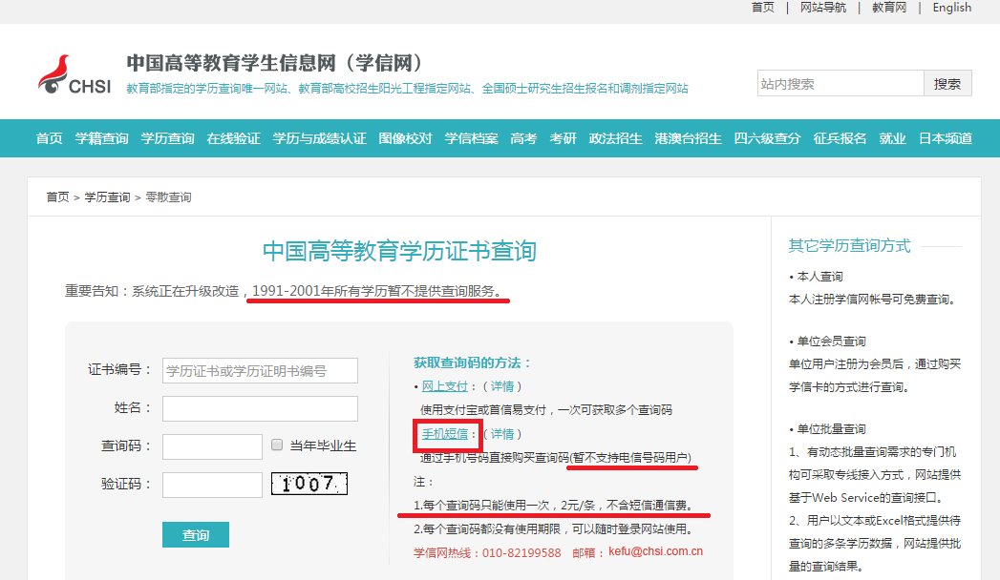 首页 | 网站导航 | 教育网 | English
中国高等教育学生信息网（学信网）
CHSI
教育部指定的学历查询唯一网站、教育部高校招生阳光工程指定网站、全国硕士研究生招生报名和调剂指定网站
站内搜索 搜索
首页 学籍查询 学历查询 在线验证 学历与成绩认证 图像校对 学信档案 高考 考研 政法招生 港澳台招生 四六级查分 征兵报名 就业 日本频道
首页 > 学历查询 > 零散查询
中国高等教育学历证书查询
重要告知：系统正在升级改造，1991-2001年所有学历暂不提供查询服务。
证书编号： 学历证书或学历证明书编号
姓名：
查询码： 当年毕业生
验证码： 1007
查询
获取查询码的方法：
• 网上支付：（详情）
使用支付宝或首信易支付，一次可获取多个查询码
手机短信：（详情）
通过手机号码直接购买查询码(暂不支持电信号码用户)
注：
1.每个查询码只能使用一次，2元/条，不含短信通信费。
2.每个查询码都没有使用期限，可以随时登录网站使用。
学信网热线：010-82199588 邮箱：kefu@chsi.com.cn
其它学历查询方式
• 本人查询
本人注册学信网帐号可免费查询。
• 单位会员查询
单位用户注册为会员后，通过购买
学信卡的方式进行查询。
• 单位批量查询
1、有动态批量查询需求的专门机
构可采取专线接入方式，网站提供
基于Web Service的查询接口。
2、用户以文本或Excel格式提供待
查询的多条学历数据，网站提供批
量的查询结果。